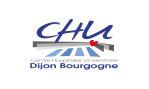 CHU
Centre Hospitalier Universitaire
Dijon Bourgogne